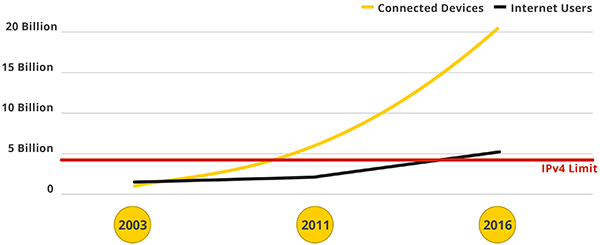 Connected Devices Internet Users
20 Billion
15 Billion
10 Billion
5 Billion
IPv4 Limit
0
2003 2011 2016